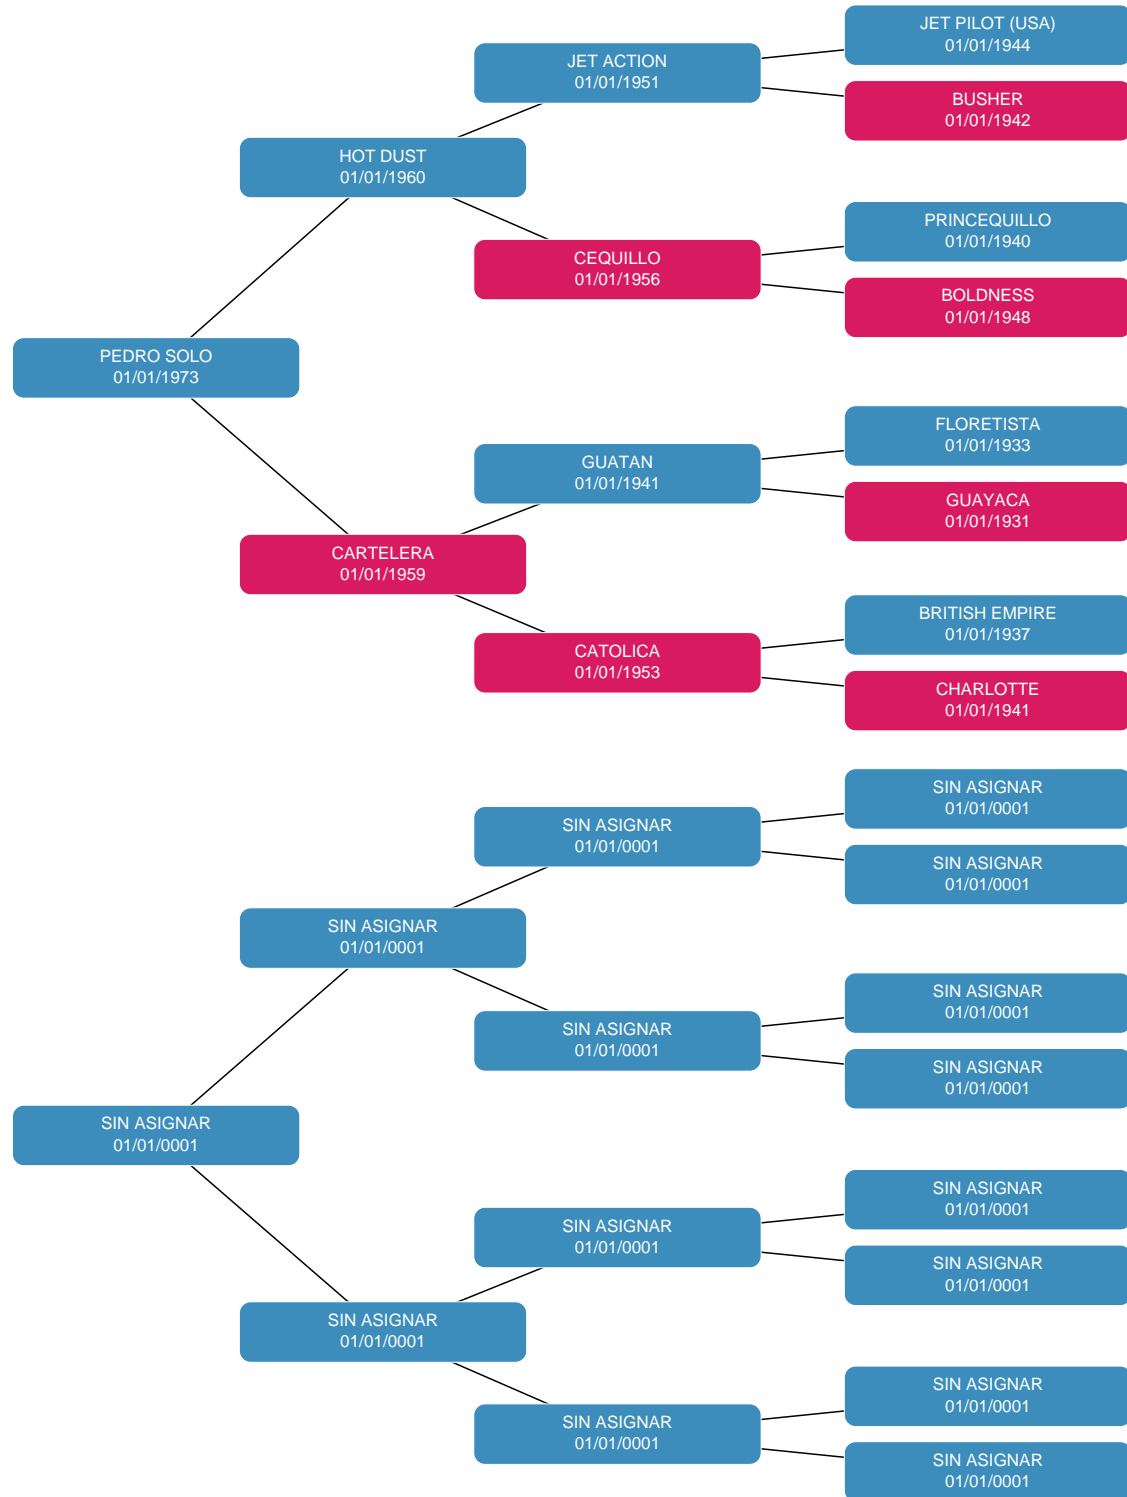 JET PILOT (USA)
01/01/1944
JET ACTION
01/01/1951
BUSHER
01/01/1942
HOT DUST
01/01/1960
PRINCEQUILLO
01/01/1940
CEQUILLO
01/01/1956
BOLDNESS
01/01/1948
PEDRO SOLO
01/01/1973
FLORETISTA
01/01/1933
GUATAN
01/01/1941
GUAYACA
01/01/1931
CARTELERA
01/01/1959
BRITISH EMPIRE
01/01/1937
CATOLICA
01/01/1953
CHARLOTTE
01/01/1941
SIN ASIGNAR
01/01/0001
SIN ASIGNAR
01/01/0001
SIN ASIGNAR
01/01/0001
SIN ASIGNAR
01/01/0001
SIN ASIGNAR
01/01/0001
SIN ASIGNAR
01/01/0001
SIN ASIGNAR
01/01/0001
SIN ASIGNAR
01/01/0001
SIN ASIGNAR
01/01/0001
SIN ASIGNAR
01/01/0001
SIN ASIGNAR
01/01/0001
SIN ASIGNAR
01/01/0001
SIN ASIGNAR
01/01/0001
SIN ASIGNAR
01/01/0001
SIN ASIGNAR
01/01/0001